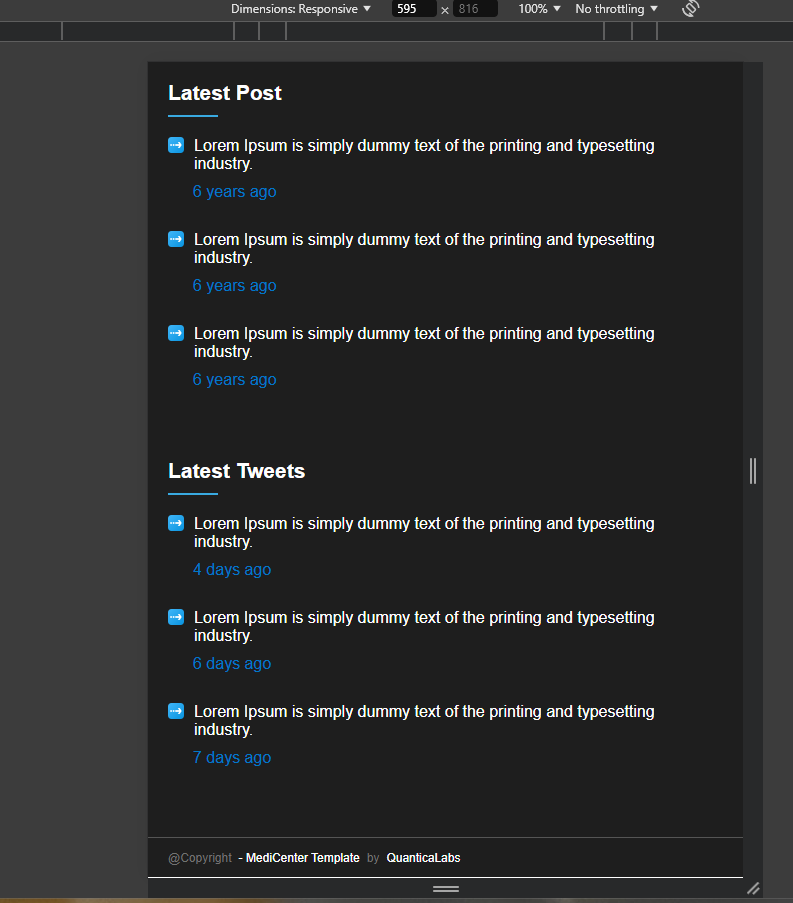 Dimensions: Responsive 595 × 816 100% No throttling
Latest Post
Lorem Ipsum is simply dummy text of the printing and typesetting
industry.
6 years ago
Lorem Ipsum is simply dummy text of the printing and typesetting
industry.
6 years ago
Lorem Ipsum is simply dummy text of the printing and typesetting
industry.
6 years ago
Latest Tweets
Lorem Ipsum is simply dummy text of the printing and typesetting
industry.
4 days ago
Lorem Ipsum is simply dummy text of the printing and typesetting
industry.
6 days ago
Lorem Ipsum is simply dummy text of the printing and typesetting
industry.
7 days ago
@Copyright - MediCenter Template by QuanticaLabs